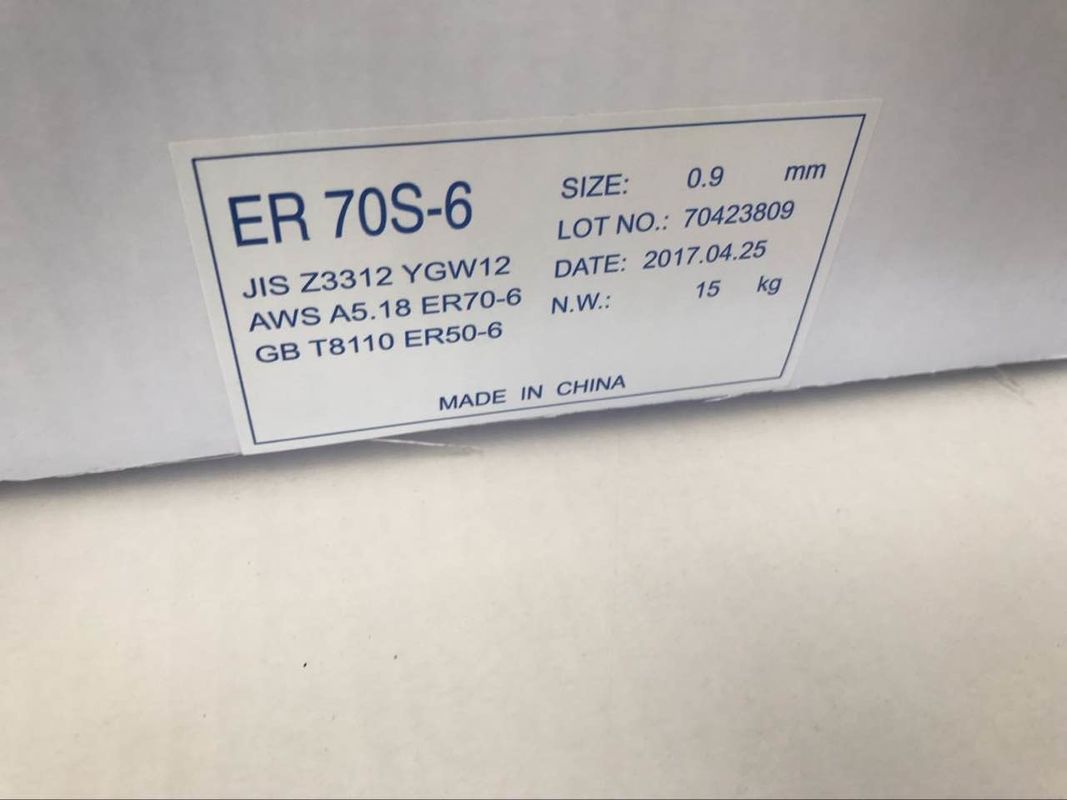 ER 70S-6
JIS Z3312 YGW12
AWS A5.18 ER70-6
GB T8110 ER50-6
SIZE: 0.9 mm
LOT NO.: 70423809
DATE: 2017.04.25
N.W.: 15 kg
MADE IN CHINA